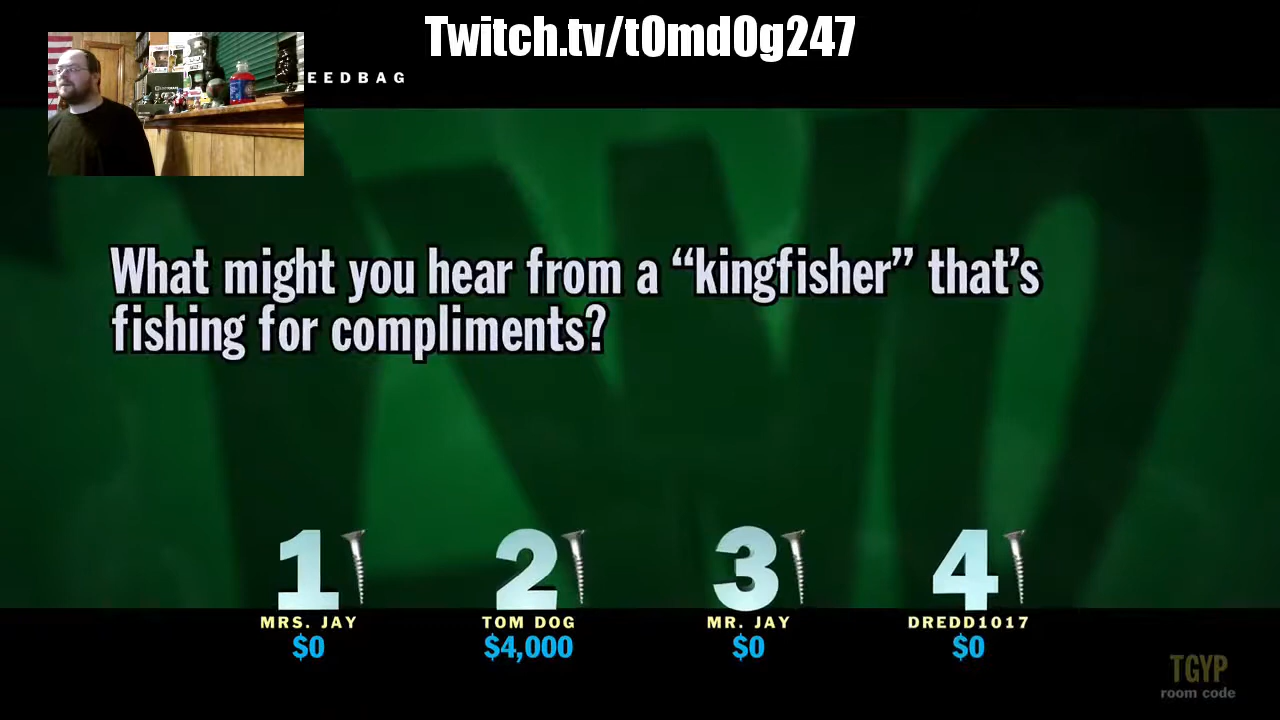 Twitch.tv/t0md0g247
EEDBAG
What might you hear from a “kingfisher” that’s
fishing for compliments?
1 2 3 4
MRS. JAY TOM DOG MR. JAY DREDD1017
$0 $4,000 $0 $0
TGYP
room code